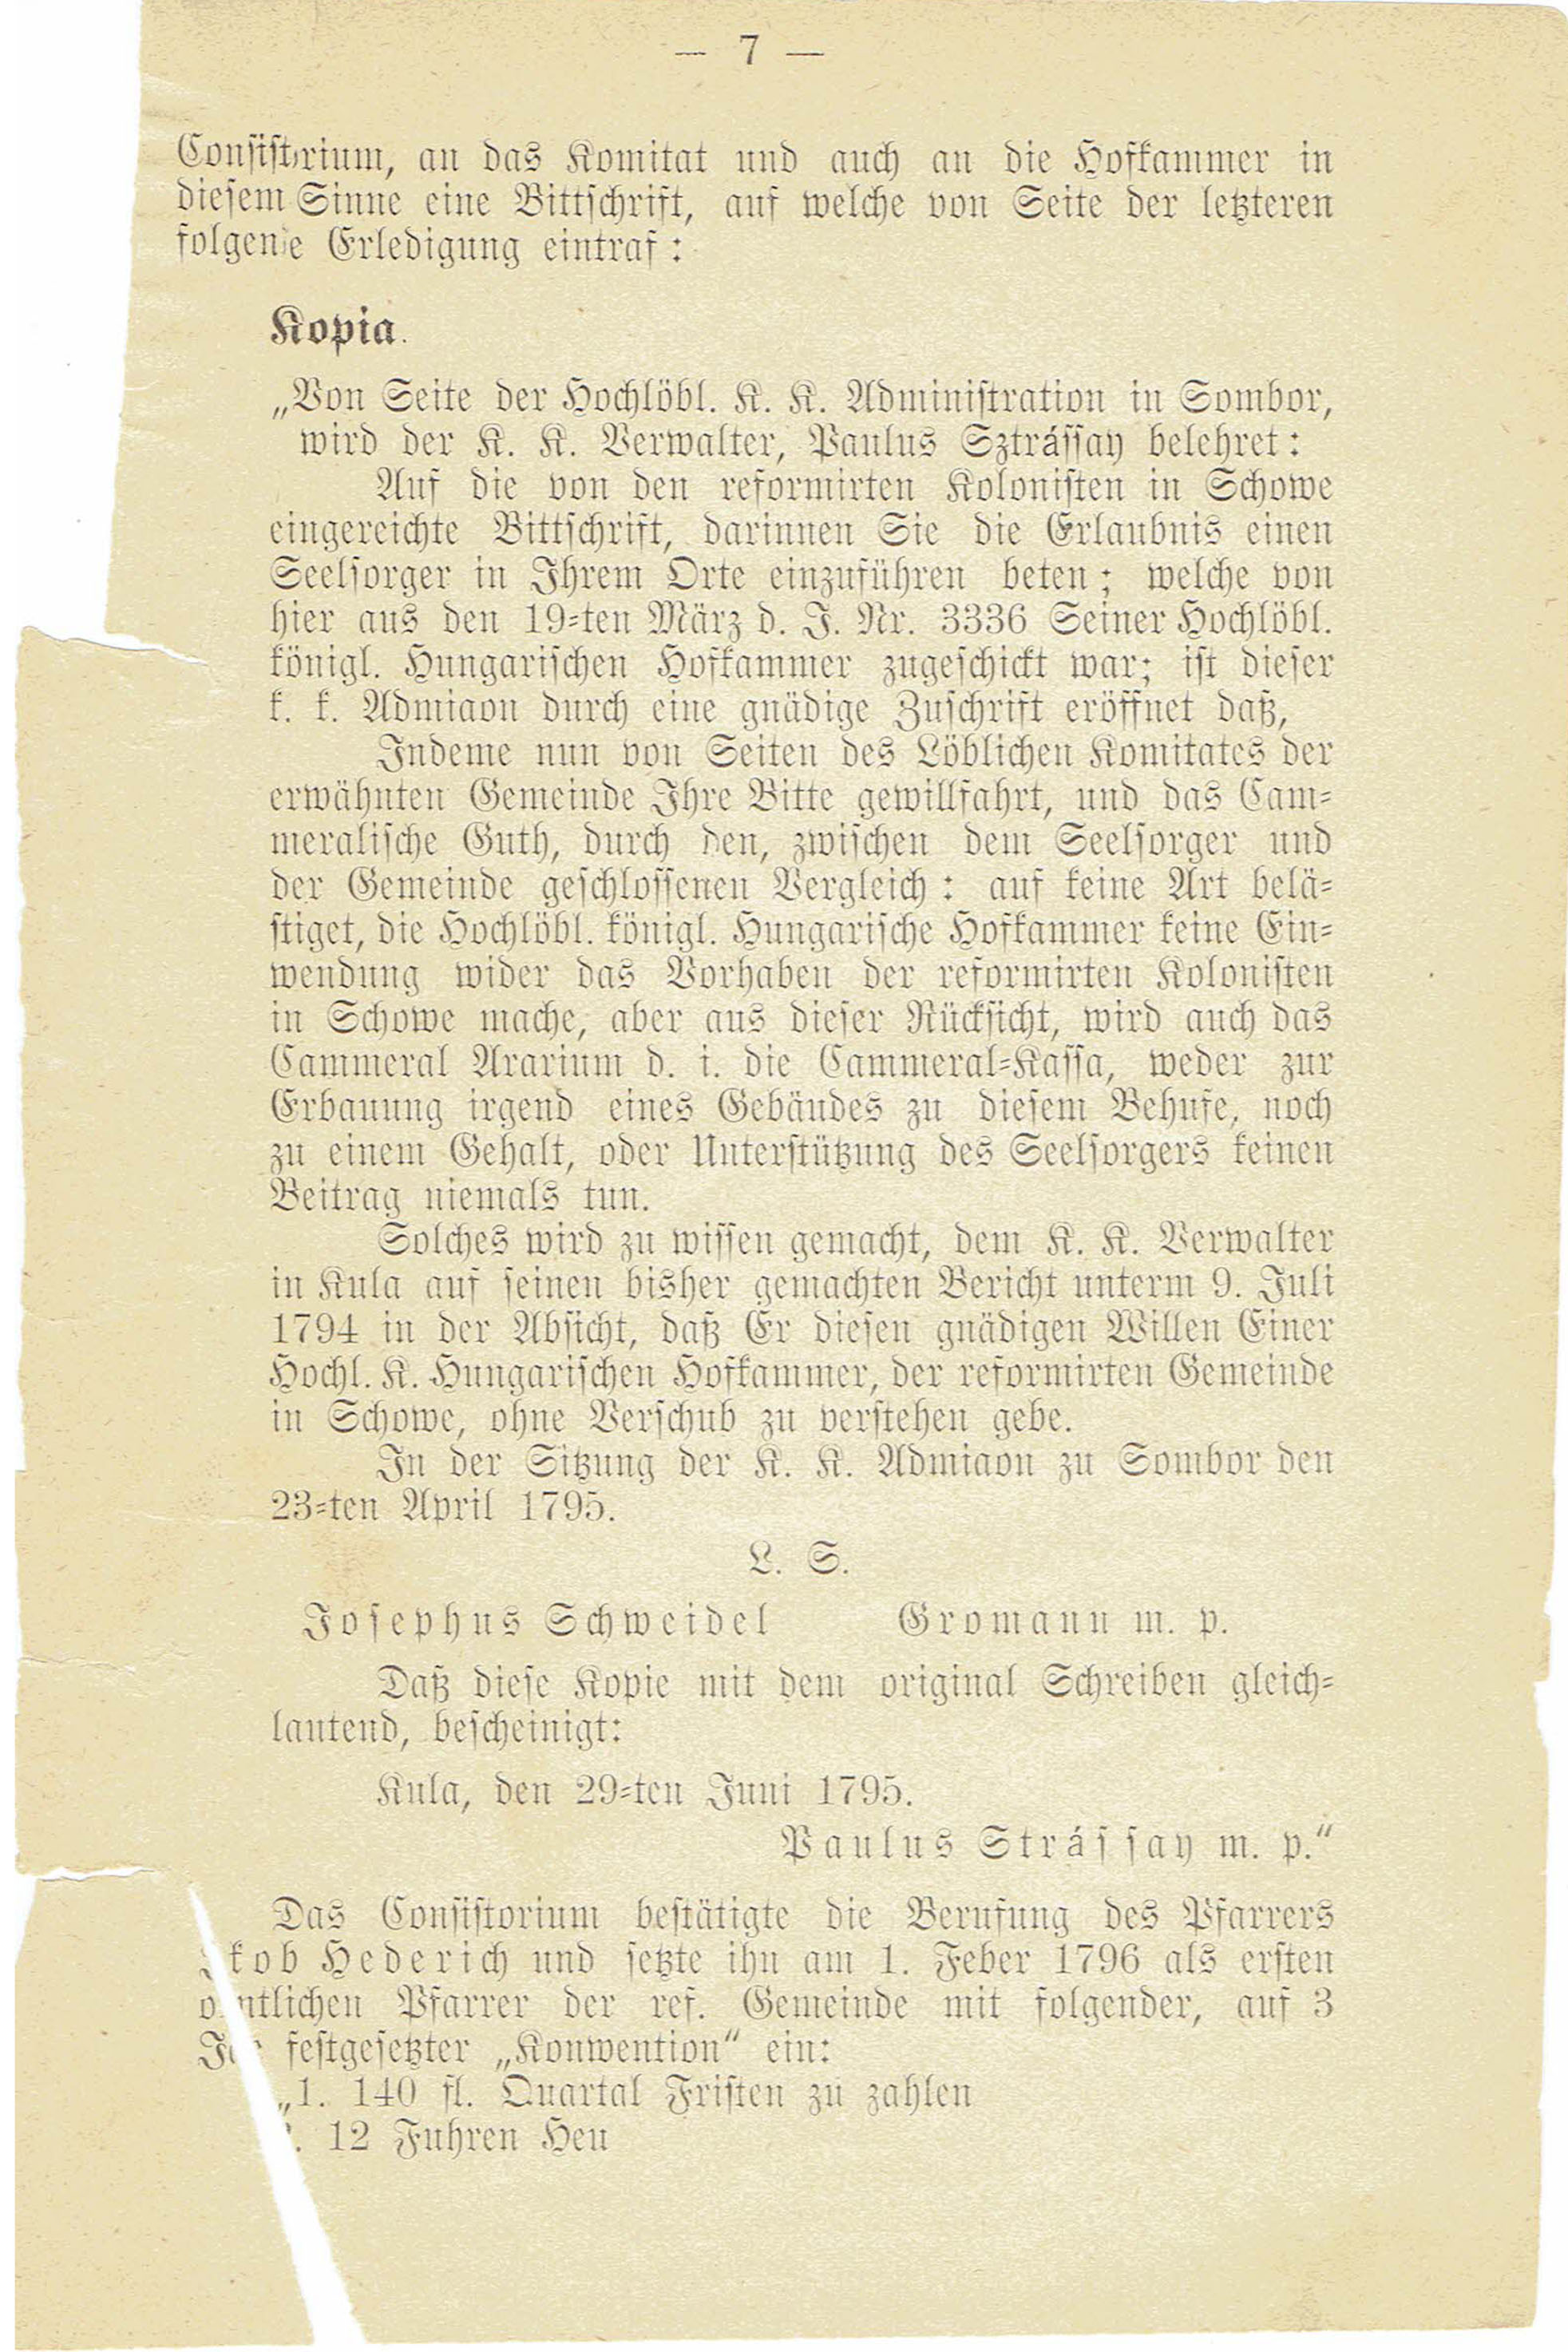 — 7 —
Consistorium, an das Komitat und auch an die Hofkammer in
diesem Sinne eine Bittschrift, auf welche von Seite der letzteren
folgende Erledigung eintraf:
Kopia.
„Von Seite der Hochlöbl. K. K. Administration in Sombor,
wird der K. K. Verwalter, Paulus Sztrássay belehret:
Auf die von den reformirten Kolonisten in Schowe
eingereichte Bittschrift, darinnen Sie die Erlaubnis einen
Seelsorger in Ihrem Orte einzuführen beten; welche von
hier aus den 19-ten März d. J. Nr. 3336 Seiner Hochlöbl.
königl. Hungarischen Hofkammer zugeschickt war; ist dieser
k. k. Admiaon durch eine gnädige Zuschrift eröffnet daß,
Indeme nun von Seiten des Löblichen Komitates der
erwähnten Gemeinde Ihre Bitte gewillfahrt, und das Cam-
meralische Guth, durch den, zwischen dem Seelsorger und
der Gemeinde geschlossenen Vergleich: auf keine Art belä-
stiget, die Hochlöbl. königl. Hungarische Hofkammer keine Ein-
wendung wider das Vorhaben der reformirten Kolonisten
in Schowe mache, aber aus dieser Rücksicht, wird auch das
Cammeral Ararium d. i. die Cammeral-Kassa, weder zur
Erbauung irgend eines Gebäudes zu diesem Behufe, noch
zu einem Gehalt, oder Unterstützung des Seelsorgers keinen
Beitrag niemals tun.
Solches wird zu wissen gemacht, dem K. K. Verwalter
in Kula auf seinen bisher gemachten Bericht unterm 9. Juli
1794 in der Absicht, daß Er diesen gnädigen Willen Einer
Hochl. K. Hungarischen Hofkammer, der reformirten Gemeinde
in Schowe, ohne Verschub zu verstehen gebe.
In der Sitzung der K. K. Admiaon zu Sombor den
23-ten April 1795.
L. S.
Josephus Schweidel Gromann m. p.
Daß diese Kopie mit dem original Schreiben gleich-
lautend, bescheinigt:
Kula, den 29-ten Juni 1795.
Paulus Strássay m. p.“
Das Consistorium bestätigte die Berufung des Pfarrers
Hederich und setzte ihn am 1. Feber 1796 als ersten
Pfarrer der ref. Gemeinde mit folgender, auf 3
festgesetzter „Konwention“ ein:
„1. 140 fl. Quartal Fristen zu zahlen
12 Fuhren Heu